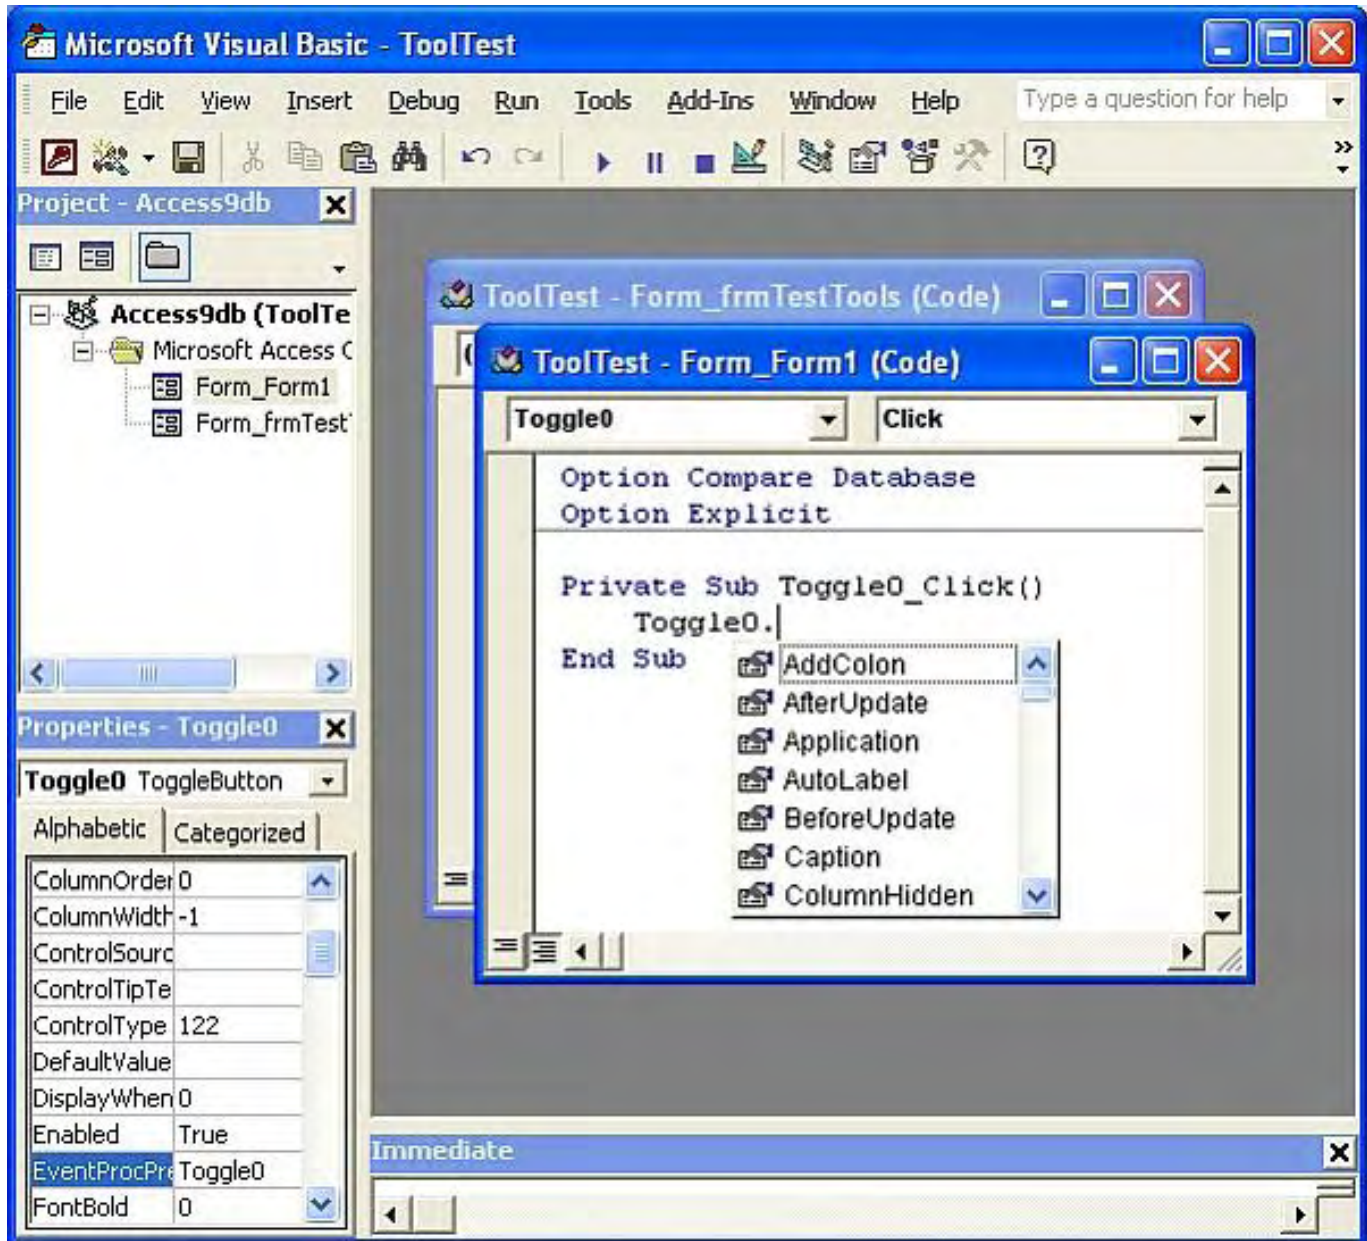 Microsoft Visual Basic - ToolTest
File Edit View Insert Debug Run Tools Add-Ins Window Help Type a question for help
Project - Access9db
Access9db (ToolTe
Microsoft Access C
Form_Form1
Form_frmTest
Properties - Toggle0
Toggle0 ToggleButton
Alphabetic Categorized
ColumnOrder 0
ColumnWidth -1
ControlSourc
ControlTipTe
ControlType 122
DefaultValue
DisplayWhen 0
Enabled True
EventProcPre Toggle0
FontBold 0
ToolTest - Form_frmTestTools (Code)
ToolTest - Form_Form1 (Code)
Toggle0 Click
Option Compare Database
Option Explicit
Private Sub Toggle0_Click()
Toggle0.
End Sub
AddColon
AfterUpdate
Application
AutoLabel
BeforeUpdate
Caption
ColumnHidden
Immediate